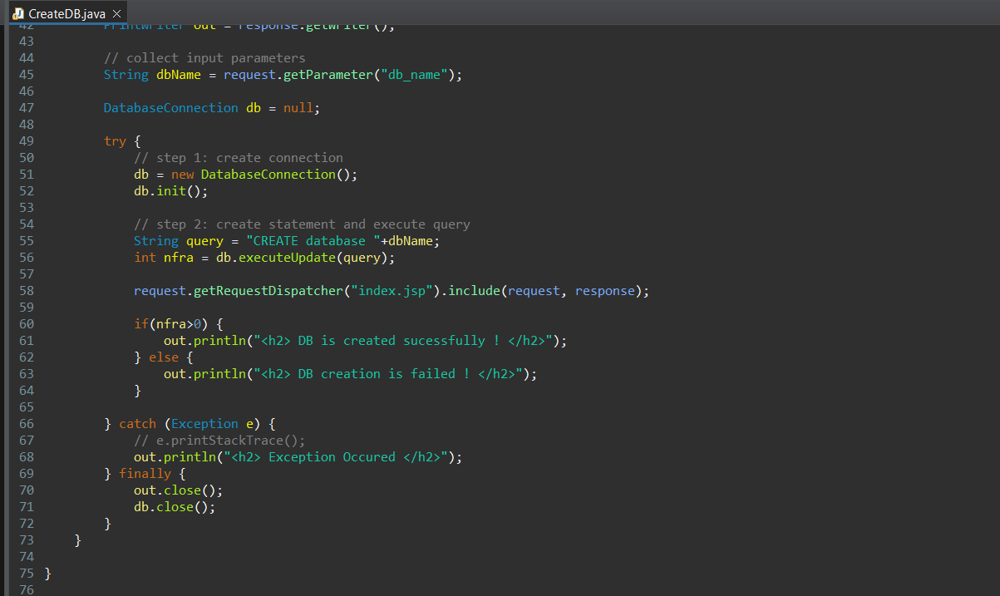 CreateDB.java
42 PrintWriter out = response.getWriter();
43
44 // collect input parameters
45 String dbName = request.getParameter("db_name");
46
47 DatabaseConnection db = null;
48
49 try {
50 // step 1: create connection
51 db = new DatabaseConnection();
52 db.init();
53
54 // step 2: create statement and execute query
55 String query = "CREATE database "+dbName;
56 int nfra = db.executeUpdate(query);
57
58 request.getRequestDispatcher("index.jsp").include(request, response);
59
60 if(nfra>0) {
61 out.println("<h2> DB is created sucessfully ! </h2>");
62 } else {
63 out.println("<h2> DB creation is failed ! </h2>");
64 }
65
66 } catch (Exception e) {
67 // e.printStackTrace();
68 out.println("<h2> Exception Occured </h2>");
69 } finally {
70 out.close();
71 db.close();
72 }
73 }
74
75 }
76